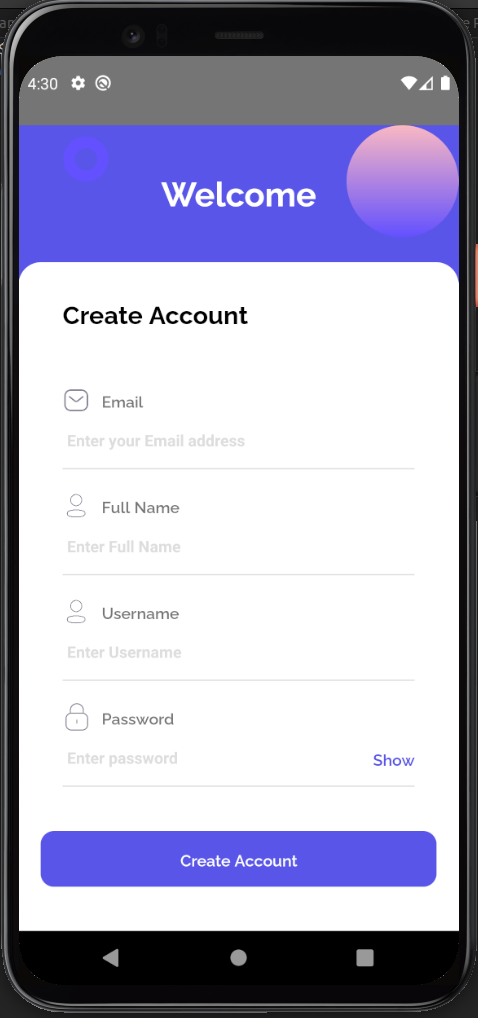 4:30
Welcome
Create Account
Email
Enter your Email address
Full Name
Enter Full Name
Username
Enter Username
Password
Enter password
Show
Create Account